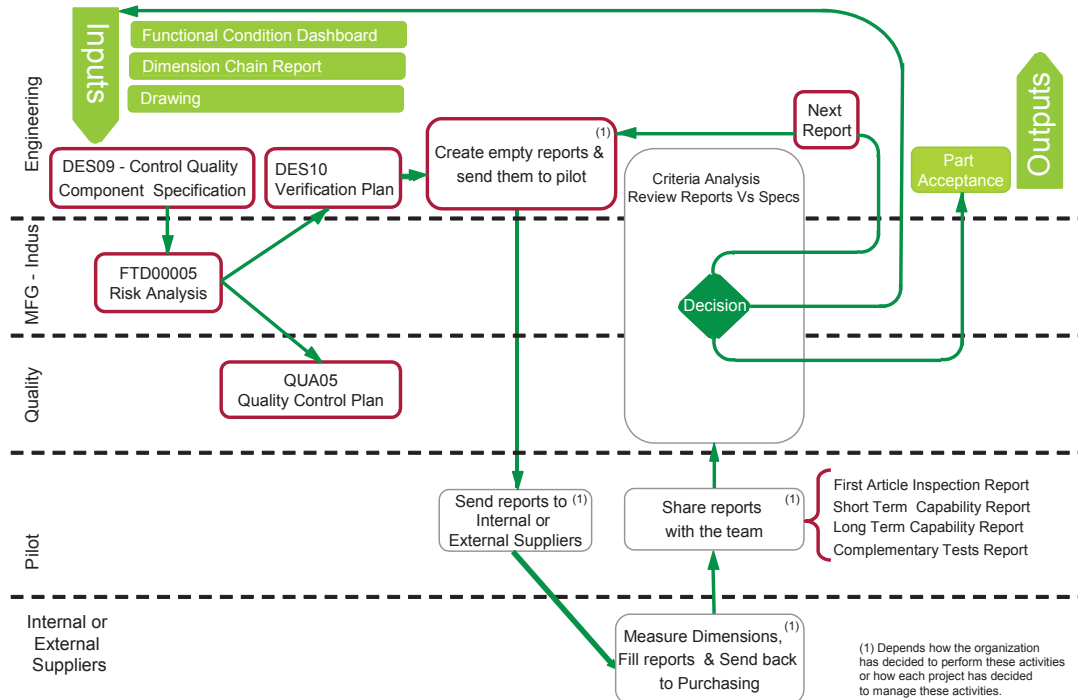 Inputs
Functional Condition Dashboard
Dimension Chain Report
Drawing
Outputs
Engineering
DES09 - Control Quality
Component Specification
DES10
Verification Plan
(1)
Create empty reports &
send them to pilot
Next
Report
Criteria Analysis
Review Reports Vs Specs
Part
Acceptance
MFG - Indus
FTD00005
Risk Analysis
Decision
Quality
QUA05
Quality Control Plan
Pilot
Send reports to (1)
Internal or
External Suppliers
(1)
Share reports
with the team
First Article Inspection Report
Short Term Capability Report
Long Term Capability Report
Complementary Tests Report
Internal or
External
Suppliers
(1)
Measure Dimensions,
Fill reports & Send back
to Purchasing
(1) Depends how the organization
has decided to perform these activities
or how each project has decided
to manage these activities.